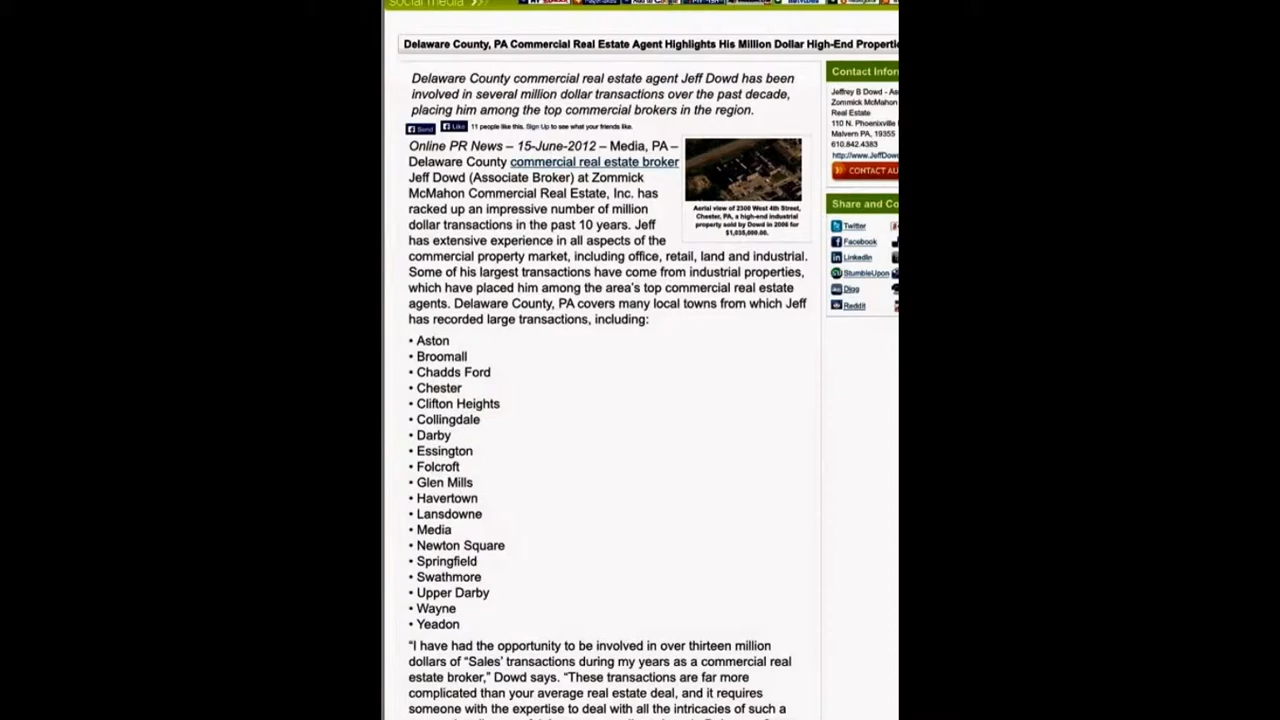 social media
Delaware County, PA Commercial Real Estate Agent Highlights His Million Dollar High-End Properti
Delaware County commercial real estate agent Jeff Dowd has been
involved in several million dollar transactions over the past decade,
placing him among the top commercial brokers in the region.
Send Like 11 people like this. Sign Up to see what your friends like.
Online PR News – 15-June-2012 – Media, PA –
Delaware County commercial real estate broker
Jeff Dowd (Associate Broker) at Zommick
McMahon Commercial Real Estate, Inc. has
racked up an impressive number of million
dollar transactions in the past 10 years. Jeff
has extensive experience in all aspects of the
commercial property market, including office, retail, land and industrial.
Some of his largest transactions have come from industrial properties,
which have placed him among the area's top commercial real estate
agents. Delaware County, PA covers many local towns from which Jeff
has recorded large transactions, including:
Aerial view of 2300 West 4th Street,
Chester, PA, a high-end industrial
property sold by Dowd in 2006 for
$1,035,000.00.
• Aston
• Broomall
• Chadds Ford
• Chester
• Clifton Heights
• Collingdale
• Darby
• Essington
• Folcroft
• Glen Mills
• Havertown
• Lansdowne
• Media
• Newton Square
• Springfield
• Swathmore
• Upper Darby
• Wayne
• Yeadon
“I have had the opportunity to be involved in over thirteen million
dollars of “Sales’ transactions during my years as a commercial real
estate broker,” Dowd says. “These transactions are far more
complicated than your average real estate deal, and it requires
someone with the expertise to deal with all the intricacies of such a
Contact Infor
Jeffrey B Dowd - As
Zommick McMahon
Real Estate
110 N. Phoenixville
Malvern PA, 19355
610.842.4383
http://www.JeffDow
CONTACT AU
Share and Co
Twitter
Facebook
LinkedIn
StumbleUpon
Digg
Reddit